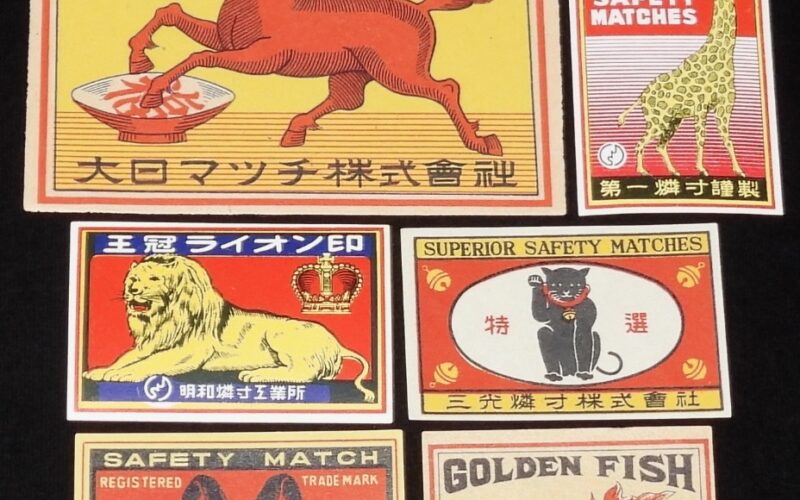 大日マツチ株式會社
SAFETY
MATCHES
第一燐寸謹製
王冠ライオン印
明和燐寸工業所
SUPERIOR SAFETY MATCHES
特選
三光燐寸株式會社
SAFETY MATCH
REGISTERED TRADE MARK
GOLDEN FISH